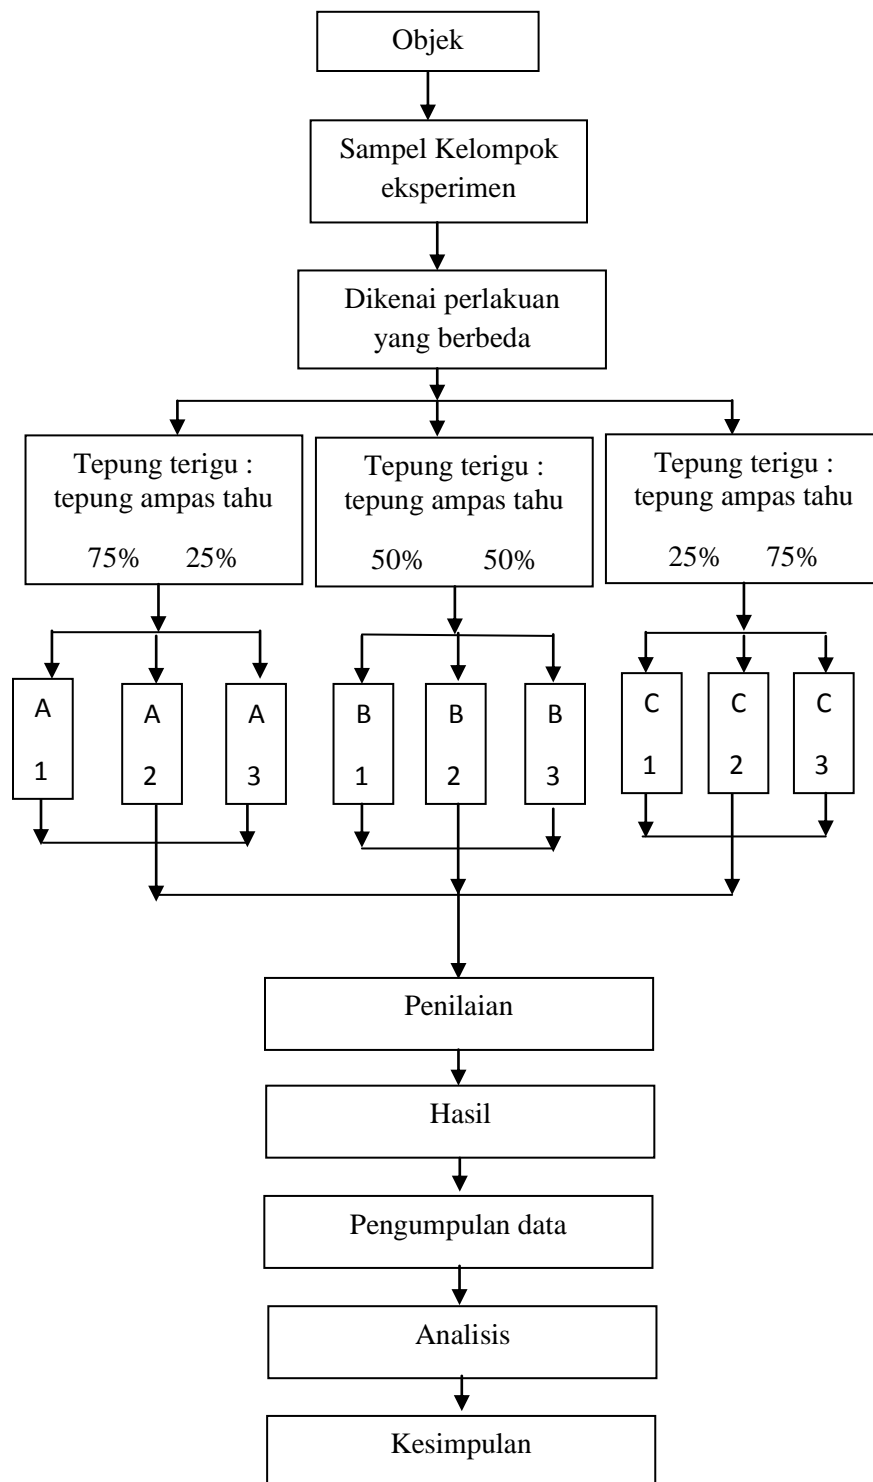 Objek
Sampel Kelompok
eksperimen
Dikenai perlakuan
yang berbeda
Tepung terigu :
tepung ampas tahu
75% 25%
Tepung terigu :
tepung ampas tahu
50% 50%
Tepung terigu :
tepung ampas tahu
25% 75%
A
1
A
2
A
3
B
1
B
2
B
3
C
1
C
2
C
3
Penilaian
Hasil
Pengumpulan data
Analisis
Kesimpulan